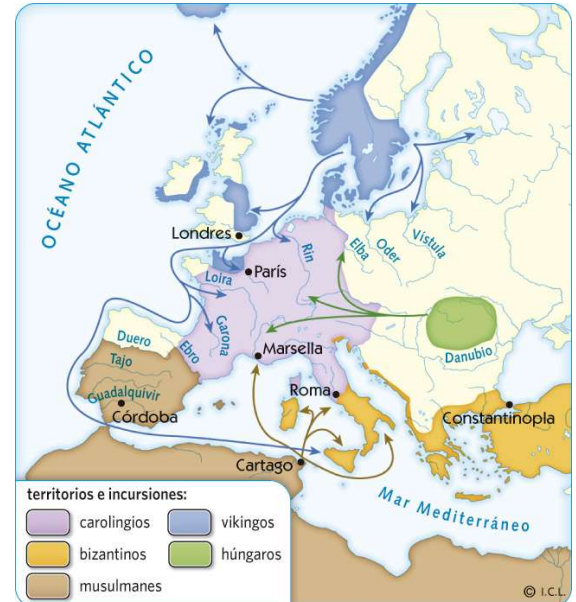 OCÉANO ATLÁNTICO
Londres
París
Rin
Elba
Oder
Vístula
Loira
Garona
Duero
Ebro
Tajo
Guadalquivir
Córdoba
Marsella
Danubio
Roma
Constantinopla
Cartago
Mar Mediterráneo
territorios e incursiones:
carolingios
vikingos
bizantinos
húngaros
musulmanes
© I.C.L.